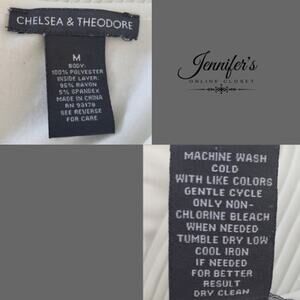 CHELSEA & THEODORE
M
BODY:
100% POLYESTER
INSIDE LAYER:
95% RAYON
5% SPANDEX
MADE IN CHINA
RN 93179
SEE REVERSE
FOR CARE
Jennifer's
ONLINE CLOSET
MACHINE WASH
COLD
WITH LIKE COLORS
GENTLE CYCLE
ONLY NON-
CHLORINE BLEACH
WHEN NEEDED
TUMBLE DRY LOW
COOL IRON
IF NEEDED
FOR BETTER
RESULT
DRY CLEAN